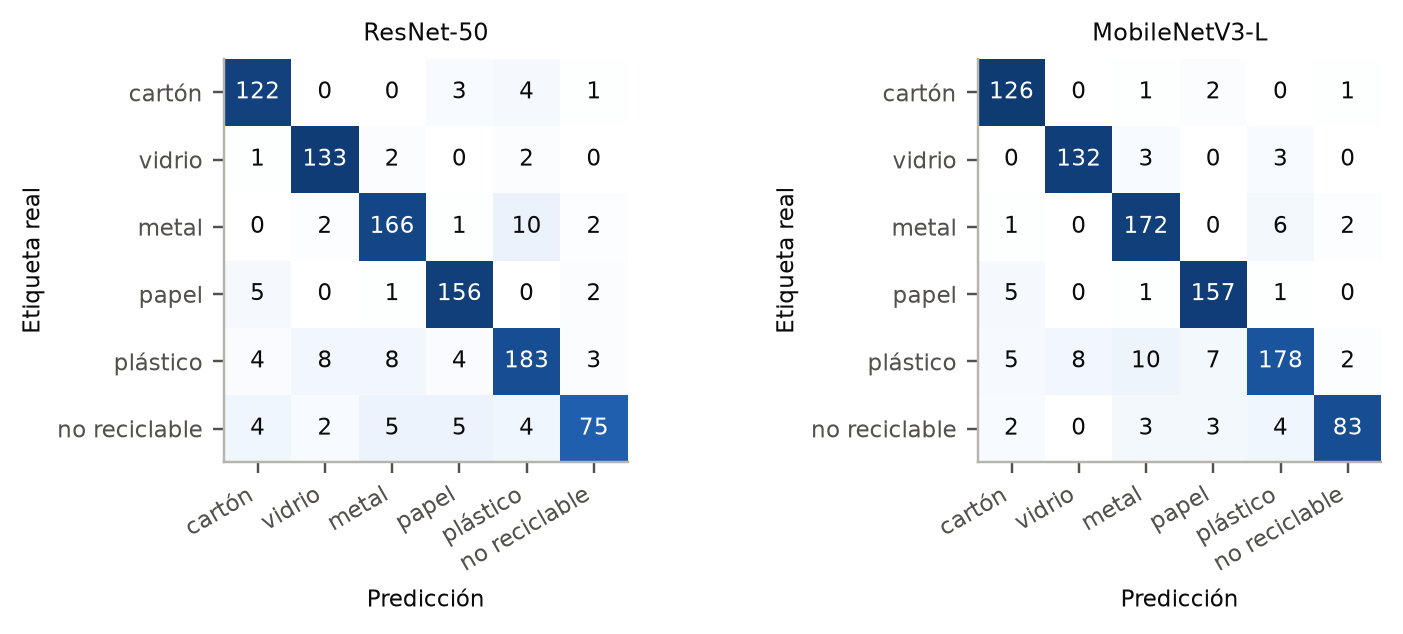 ResNet-50
Etiqueta real
cartón 122 0 0 3 4 1
vidrio 1 133 2 0 2 0
metal 0 2 166 1 10 2
papel 5 0 1 156 0 2
plástico 4 8 8 4 183 3
no reciclable 4 2 5 5 4 75
cartón vidrio metal papel plástico no reciclable
Predicción
MobileNetV3-L
Etiqueta real
cartón 126 0 1 2 0 1
vidrio 0 132 3 0 3 0
metal 1 0 172 0 6 2
papel 5 0 1 157 1 0
plástico 5 8 10 7 178 2
no reciclable 2 0 3 3 4 83
cartón vidrio metal papel plástico no reciclable
Predicción